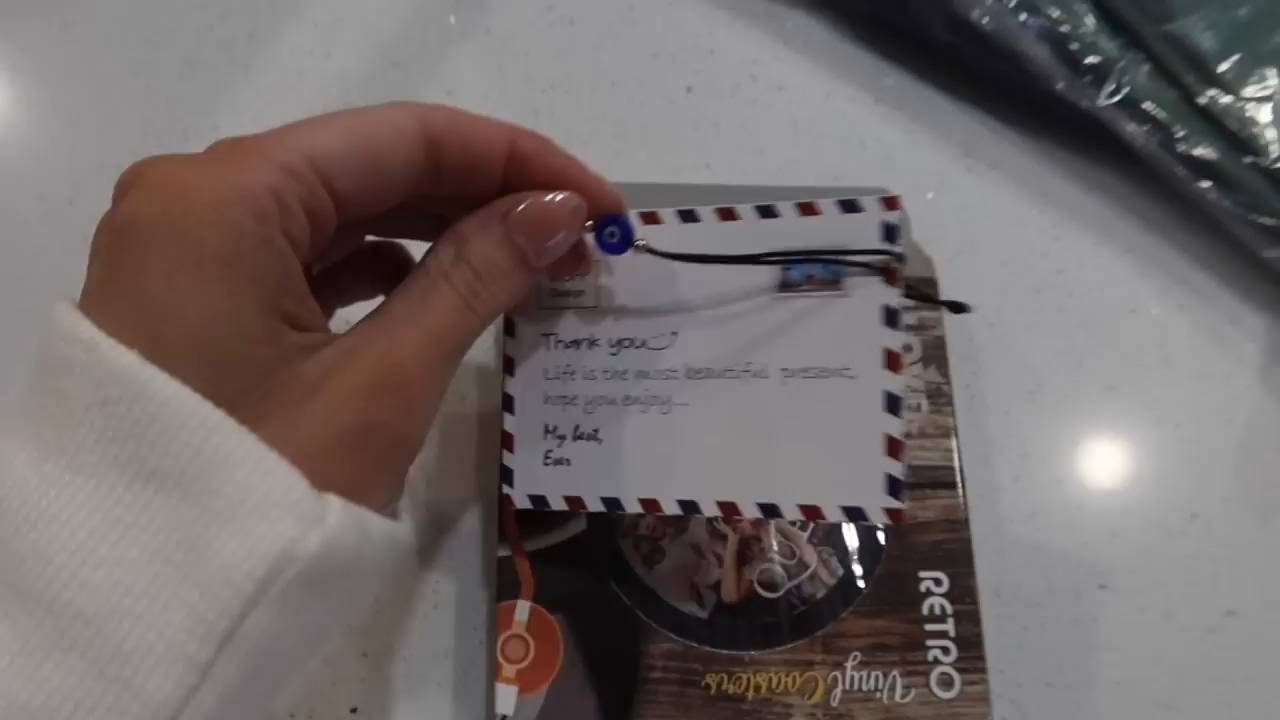 Thank you
Life is the most beautiful present,
hope you enjoy...
My best,
RETRO
Vinyl Coasters